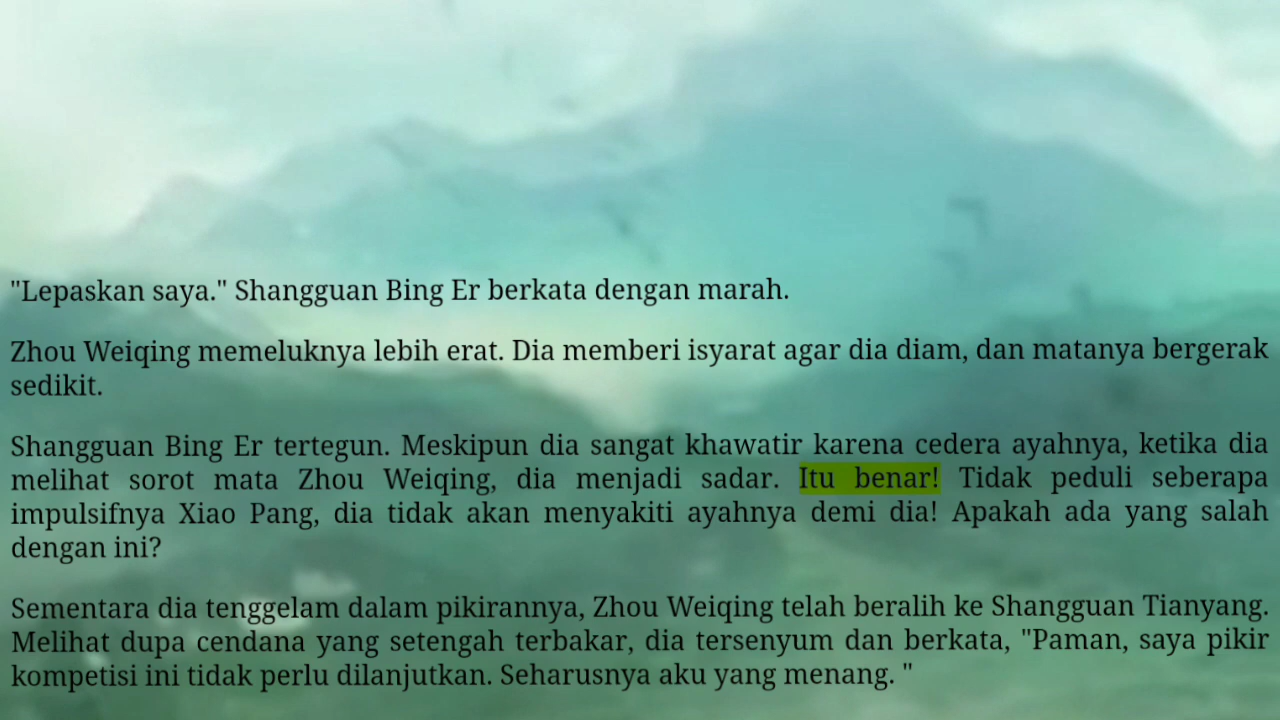 "Lepaskan saya." Shangguan Bing Er berkata dengan marah.
Zhou Weiqing memeluknya lebih erat. Dia memberi isyarat agar dia diam, dan matanya bergerak
sedikit.
Shangguan Bing Er tertegun. Meskipun dia sangat khawatir karena cedera ayahnya, ketika dia
melihat sorot mata Zhou Weiqing, dia menjadi sadar. Itu benar! Tidak peduli seberapa
impulsifnya Xiao Pang, dia tidak akan menyakiti ayahnya demi dia! Apakah ada yang salah
dengan ini?
Sementara dia tenggelam dalam pikirannya, Zhou Weiqing telah beralih ke Shangguan Tianyang.
Melihat dupa cendana yang setengah terbakar, dia tersenyum dan berkata, "Paman, saya pikir
kompetisi ini tidak perlu dilanjutkan. Seharusnya aku yang menang. "